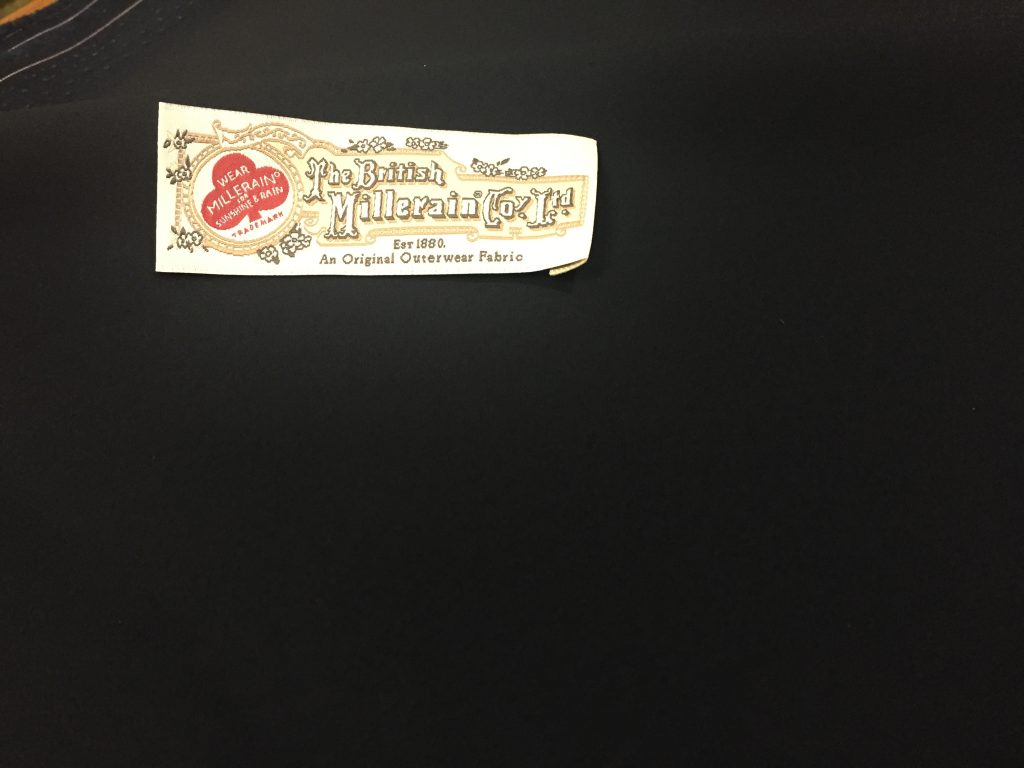 WEAR
MILLERAIN
FOR
SUNSHINE & RAIN
TRADEMARK
The British
Millerain Co. Ltd
EST 1880.
An Original Outerwear Fabric